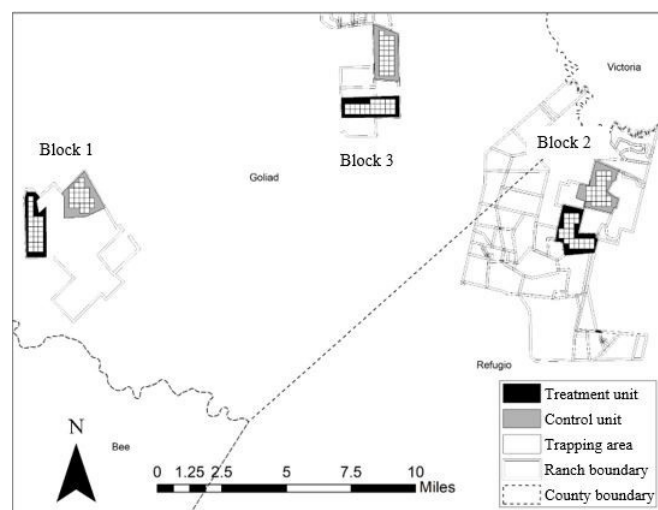 Victoria
Block 1
Block 3
Block 2
Goliad
Refugio
Bee
N
0 1.25 2.5 5 7.5 10
Miles
Treatment unit
Control unit
Trapping area
Ranch boundary
County boundary